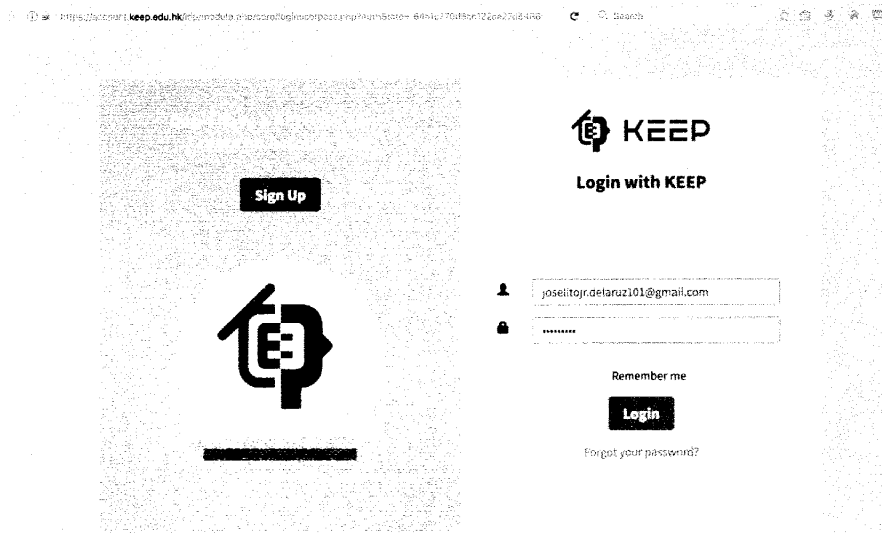 keep.edu.hk
Search
Sign Up
KEEP
Login with KEEP
joselitojr.delaruz101@gmail.com
Remember me
Login
Forgot your password?